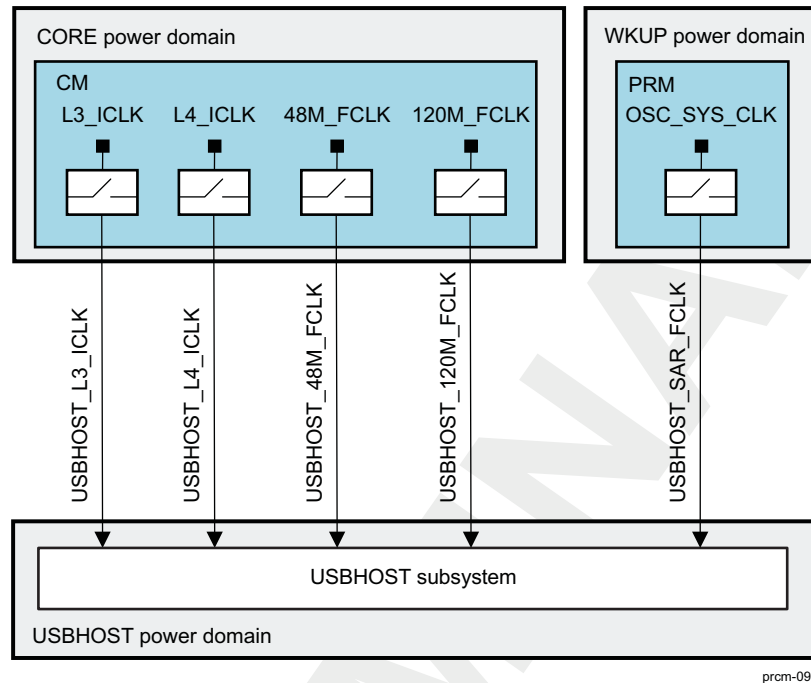 CORE power domain
WKUP power domain
CM
PRM
L3_ICLK
L4_ICLK
48M_FCLK
120M_FCLK
OSC_SYS_CLK
USBHOST_L3_ICLK
USBHOST_L4_ICLK
USBHOST_48M_FCLK
USBHOST_120M_FCLK
USBHOST_SAR_FCLK
USBHOST subsystem
USBHOST power domain
prcm-09